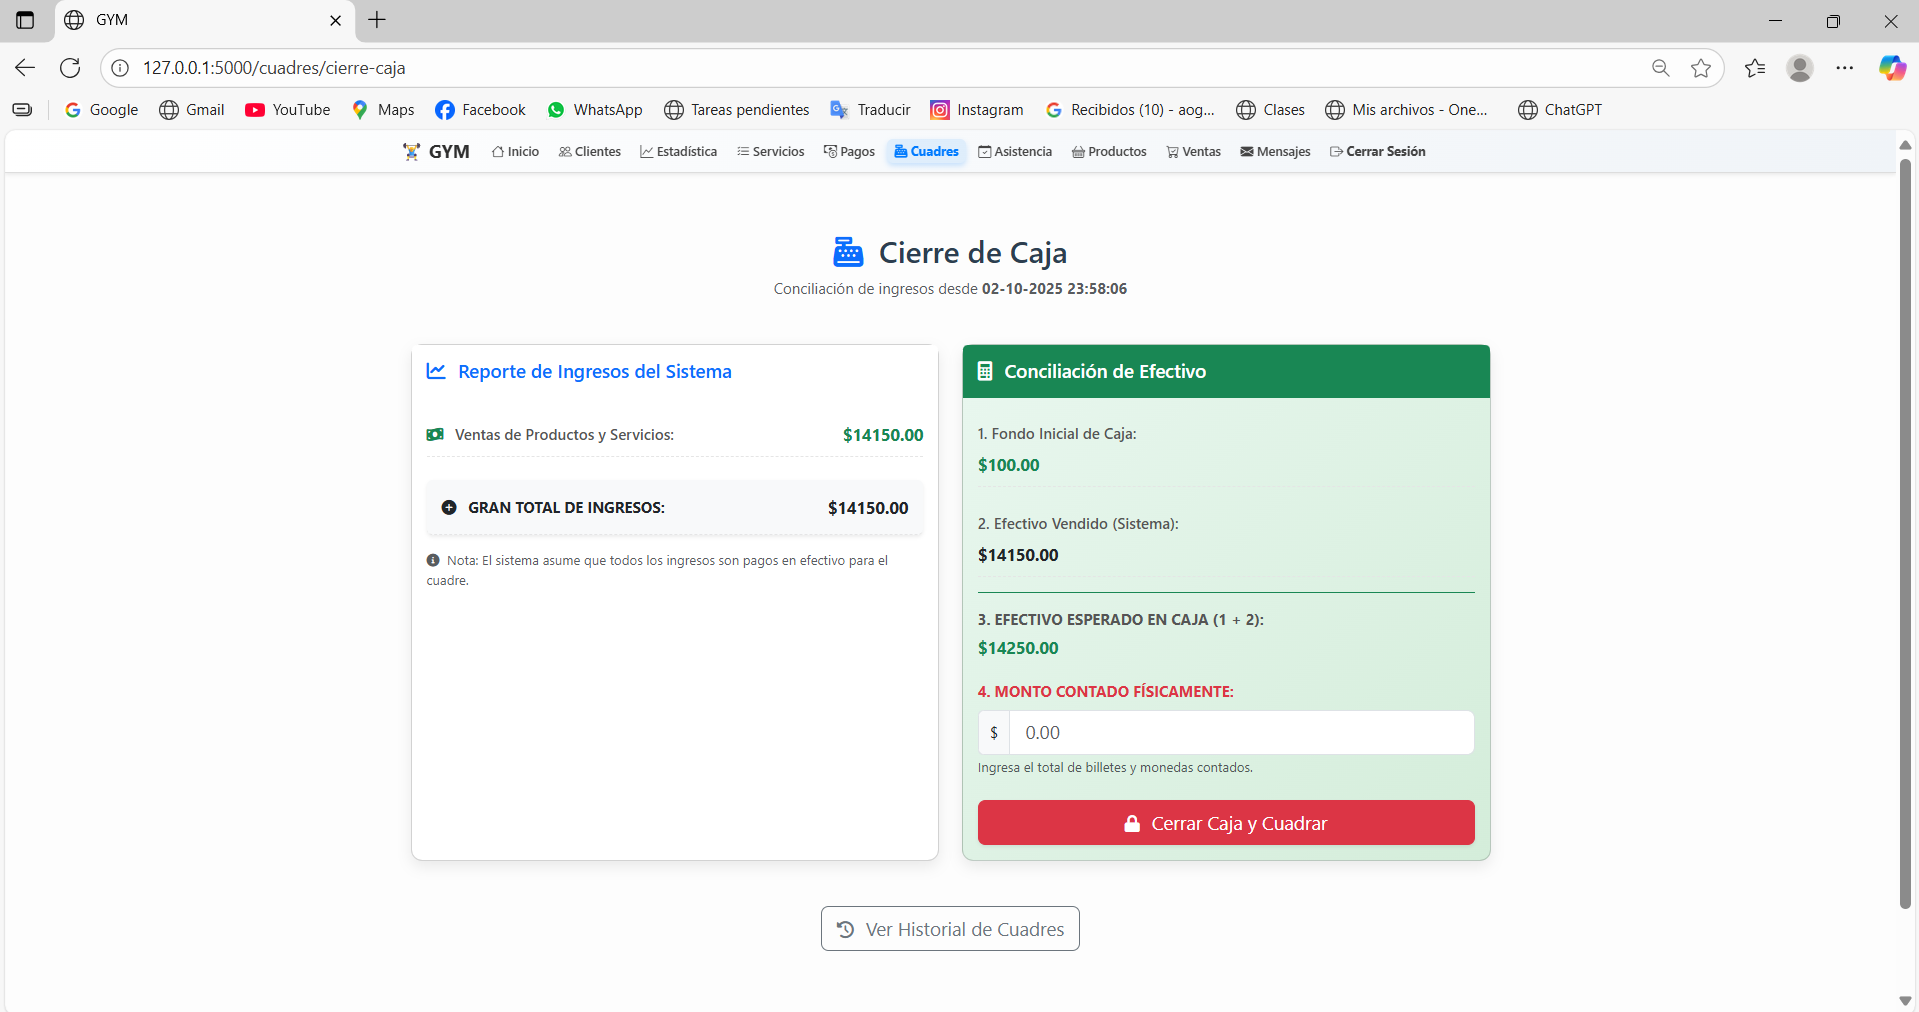 GYM
127.0.0.1:5000/cuadres/cierre-caja
Google
Gmail
YouTube
Maps
Facebook
WhatsApp
Tareas pendientes
Traducir
Instagram
Recibidos (10) - aog...
Clases
Mis archivos - One...
ChatGPT
GYM
Inicio
Clientes
Estadística
Servicios
Pagos
Cuadres
Asistencia
Productos
Ventas
Mensajes
Cerrar Sesión
Cierre de Caja
Conciliación de ingresos desde 02-10-2025 23:58:06
Reporte de Ingresos del Sistema
Ventas de Productos y Servicios: $14150.00
GRAN TOTAL DE INGRESOS: $14150.00
Nota: El sistema asume que todos los ingresos son pagos en efectivo para el
cuadre.
Conciliación de Efectivo
1. Fondo Inicial de Caja:
$100.00
2. Efectivo Vendido (Sistema):
$14150.00
3. EFECTIVO ESPERADO EN CAJA (1 + 2):
$14250.00
4. MONTO CONTADO FÍSICAMENTE:
$ 0.00
Ingresa el total de billetes y monedas contados.
Cerrar Caja y Cuadrar
Ver Historial de Cuadres